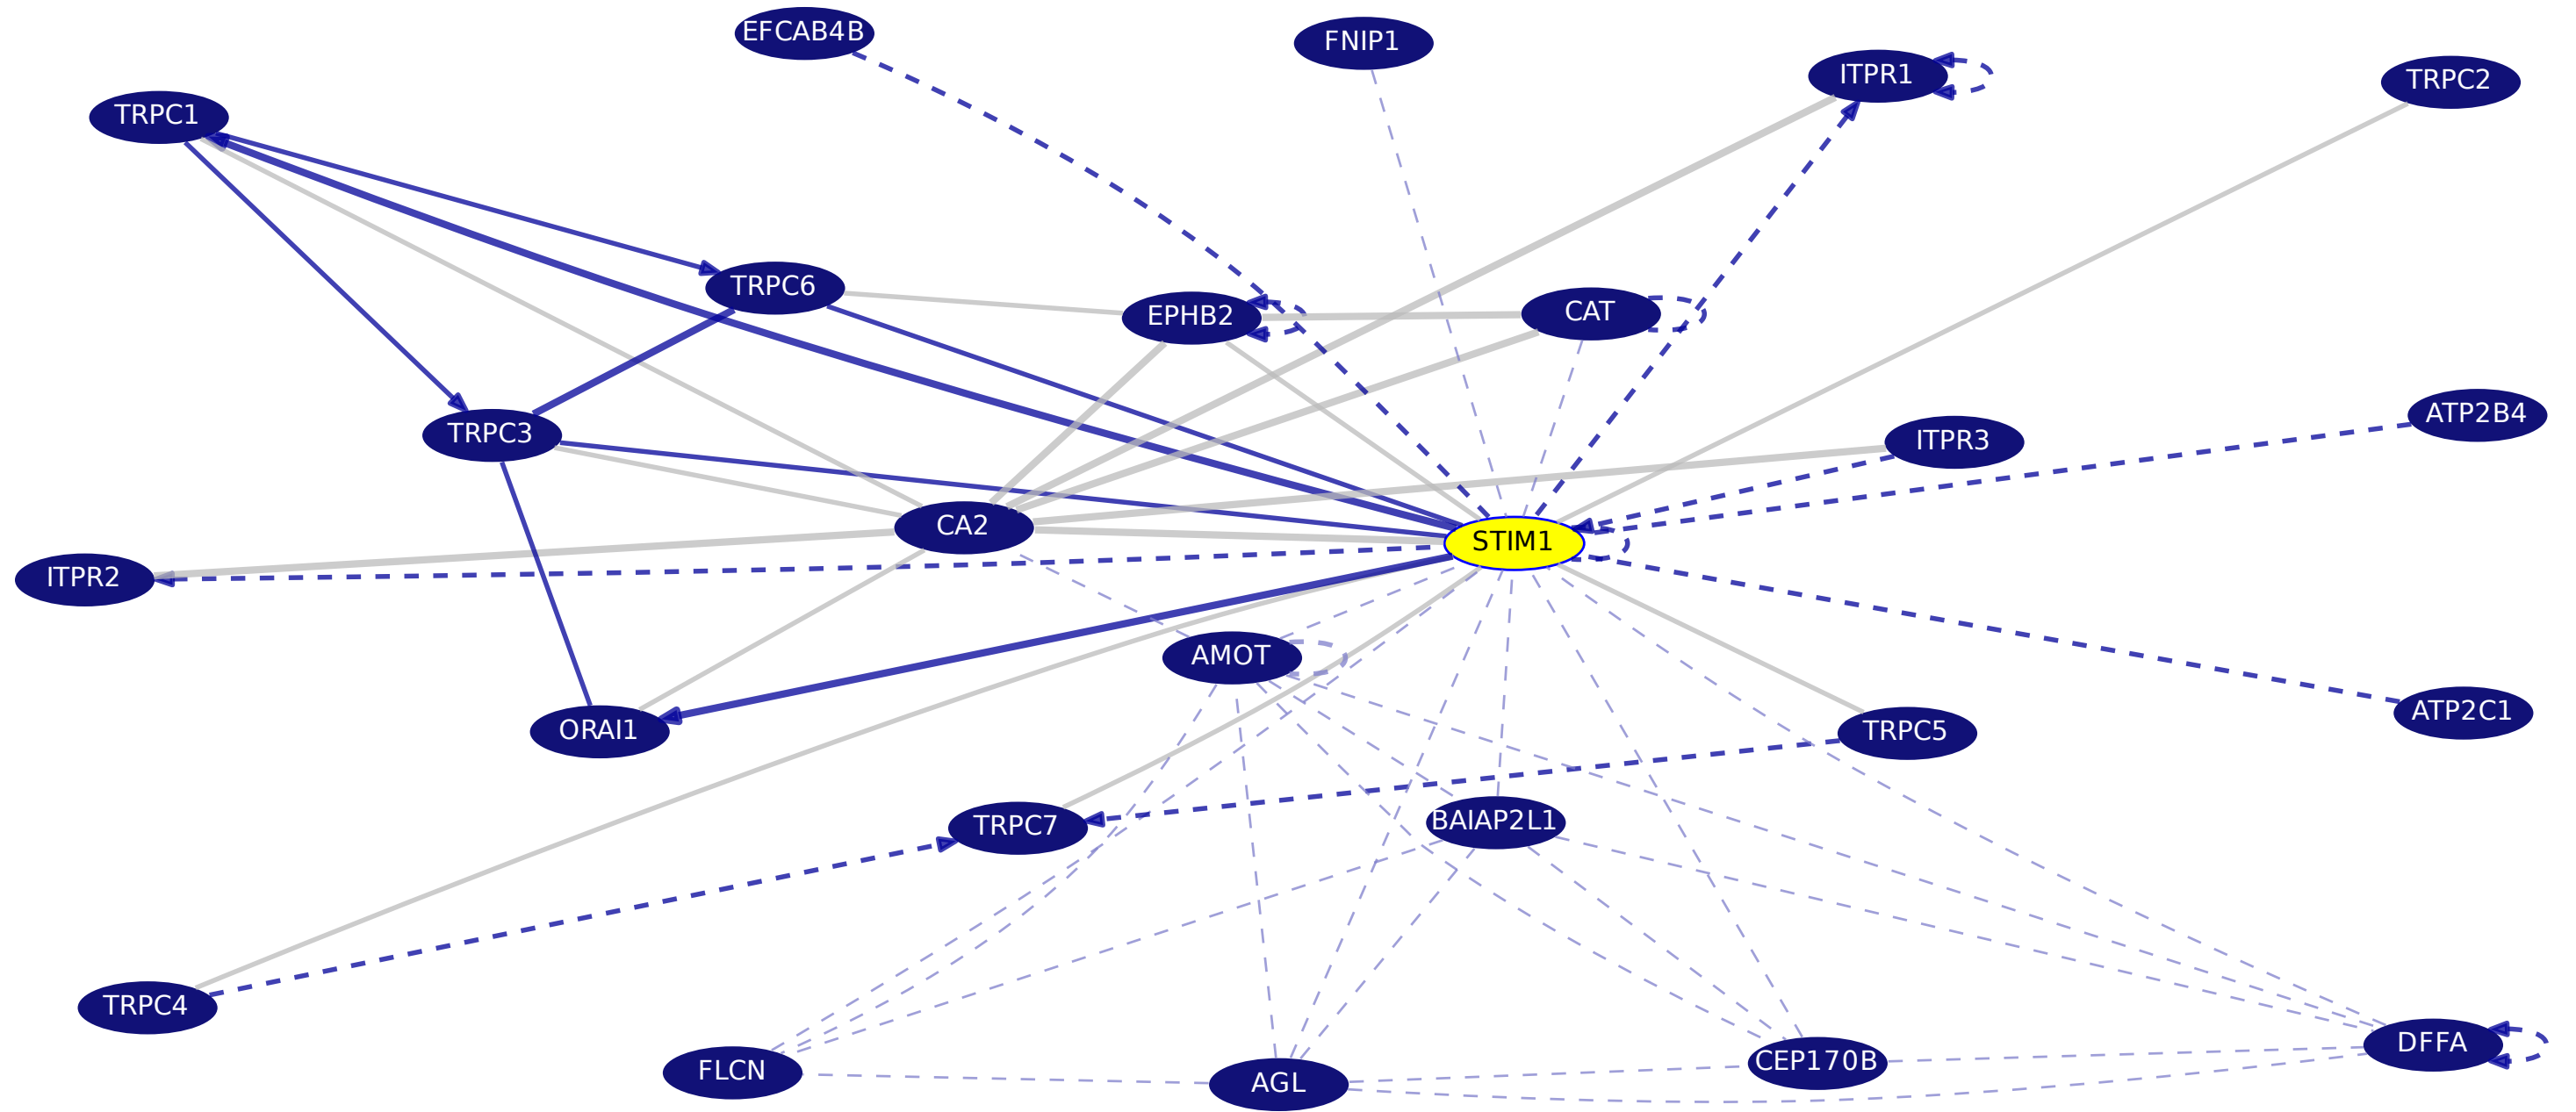 EFCAB4B
FNIP1
ITPR1
TRPC2
TRPC1
TRPC6
EPHB2
CAT
TRPC3
ITPR3
ATP2B4
CA2
STIM1
ITPR2
AMOT
ORAI1
TRPC5
ATP2C1
TRPC7
BAIAP2L1
TRPC4
FLCN
AGL
CEP170B
DFFA